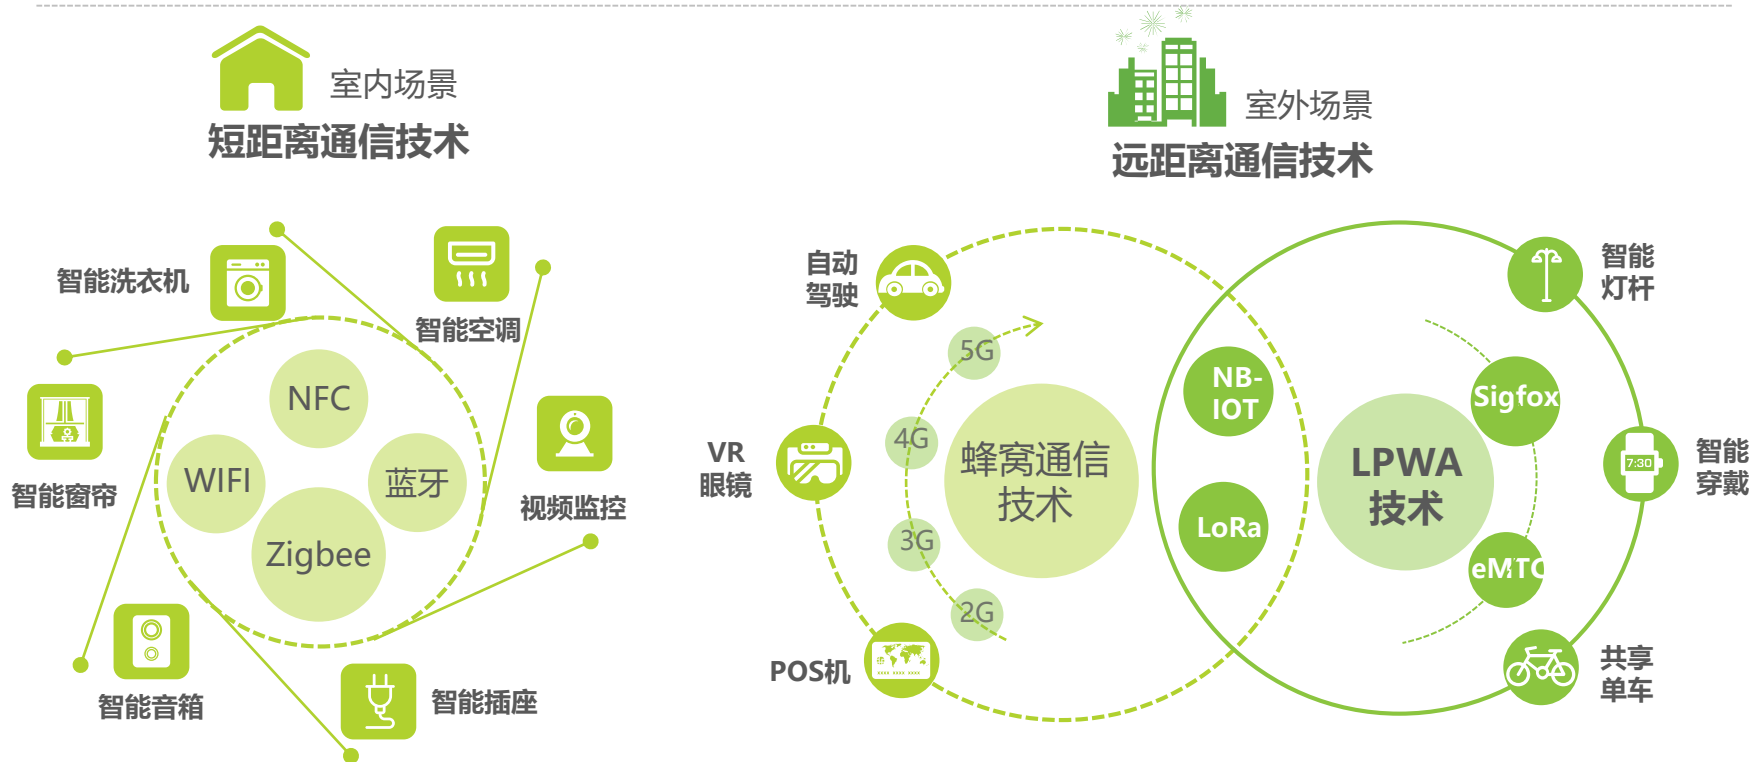 室内场景
短距离通信技术
智能洗衣机
智能空调
智能窗帘
视频监控
智能音箱
智能插座
NFC
WIFI
蓝牙
Zigbee
室外场景
远距离通信技术
自动
驾驶
VR
眼镜
POS机
5G
4G
3G
2G
蜂窝通信
技术
NB-
IOT
LoRa
LPWA
技术
Sigfox
eMTC
智能
灯杆
7:30
智能
穿戴
共享
单车